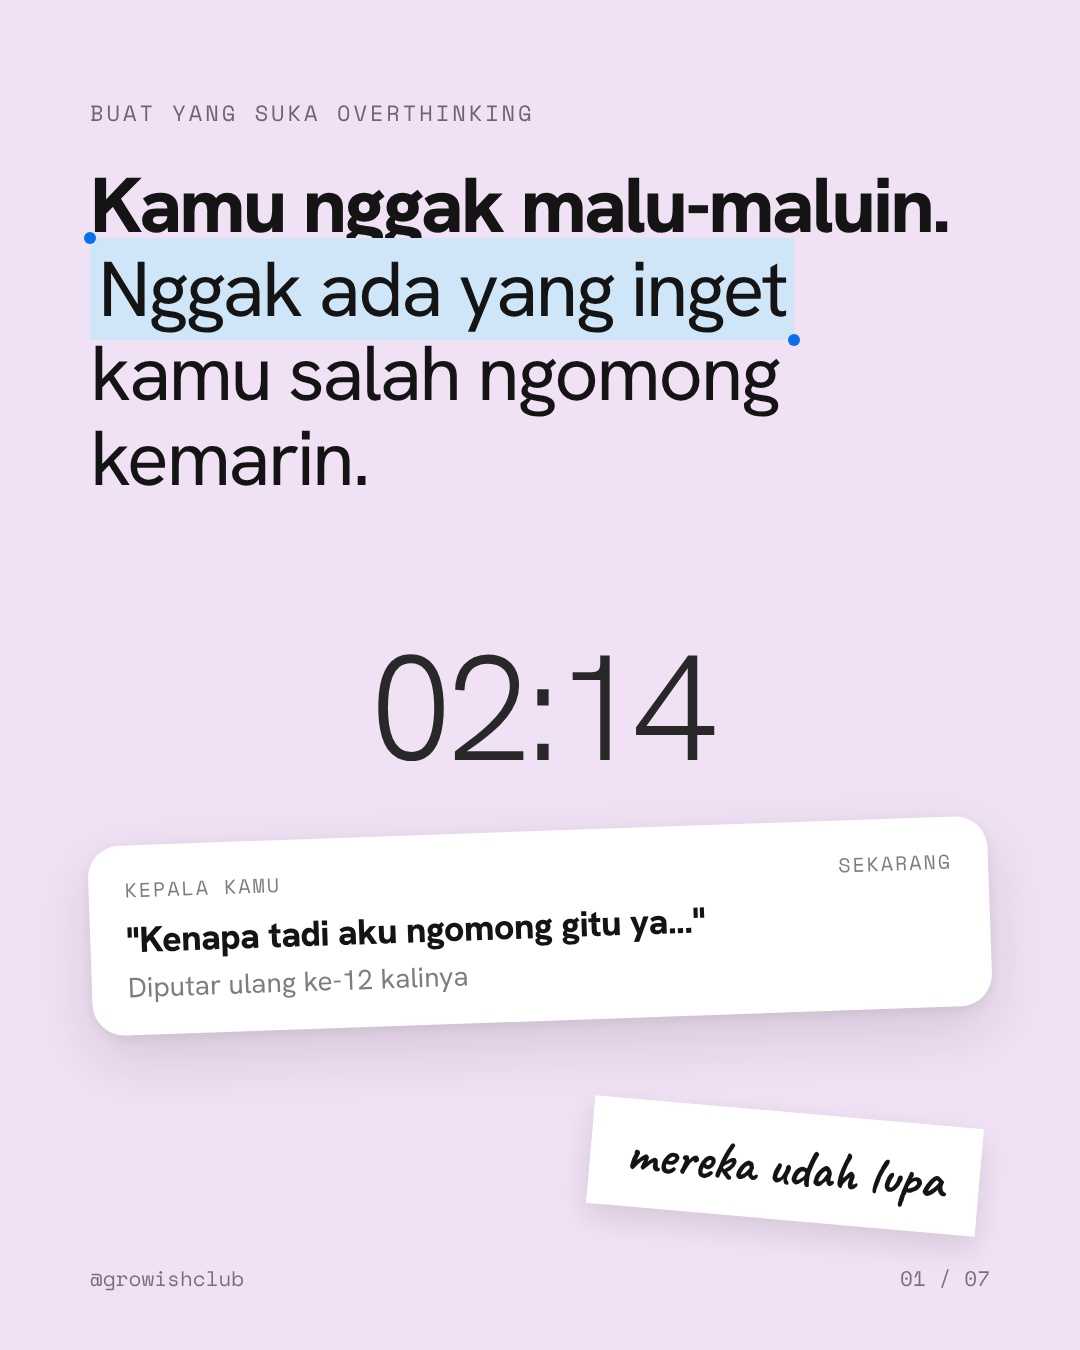 BUAT YANG SUKA OVERTHINKING
Kamu nggak malu-maluin.
Nggak ada yang inget
kamu salah ngomong
kemarin.
02:14
KEPALA KAMU
SEKARANG
"Kenapa tadi aku ngomong gitu ya..."
Diputar ulang ke-12 kalinya
mereka udah lupa
@growishclub
01 / 07